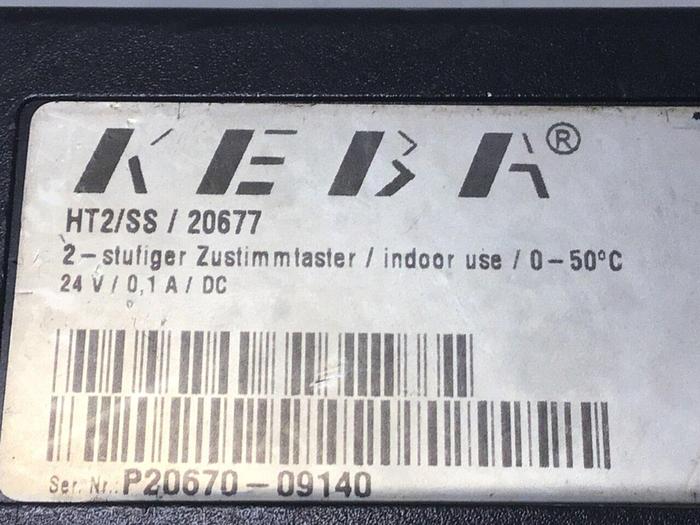 KEBA®
HT2/SS / 20677
2-stufiger Zustimmtaster / indoor use / 0-50°C
24 V / 0,1 A / DC
Ser. Nr.: P20670-09140